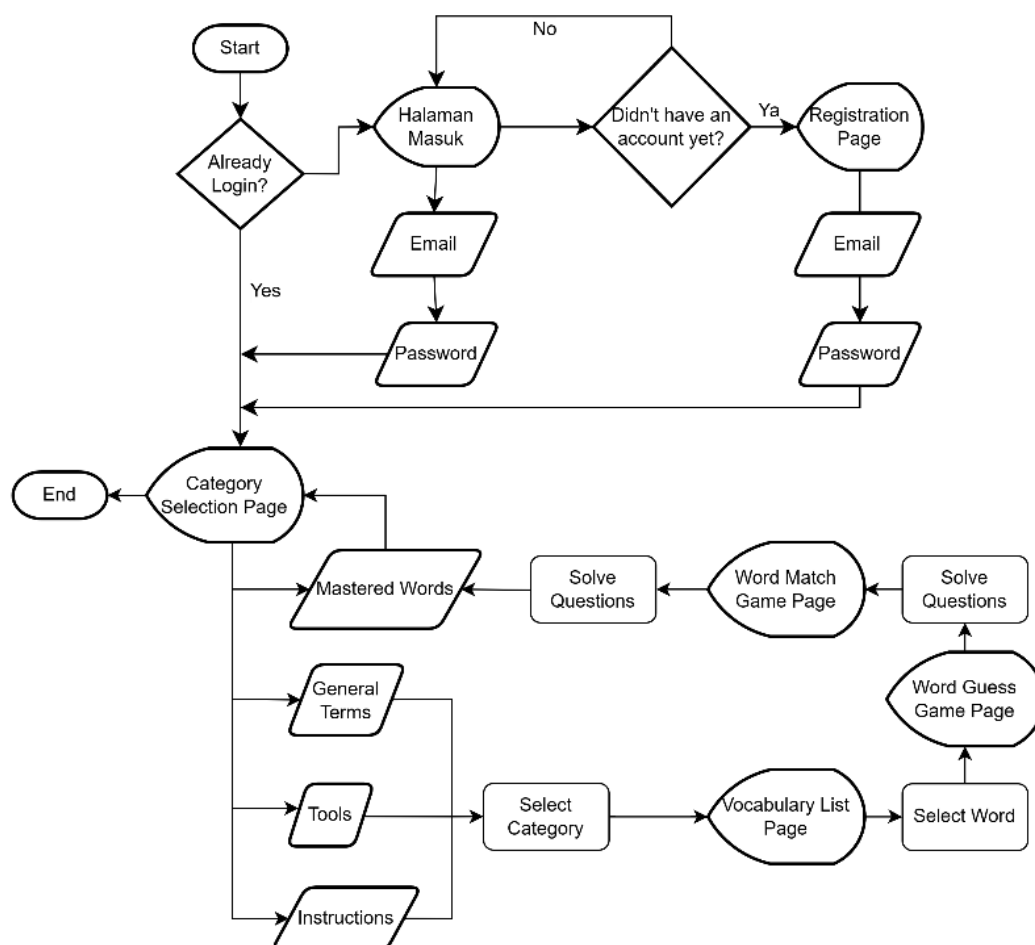 Start
No
Already
Login?
Halaman
Masuk
Didn't have an
account yet?
Ya
Registration
Page
Email
Email
Yes
Password
Password
Category
Selection Page
End
Mastered Words
Solve
Questions
Word Match
Game Page
Solve
Questions
General
Terms
Word Guess
Game Page
Tools
Select
Category
Vocabulary List
Page
Select Word
Instructions